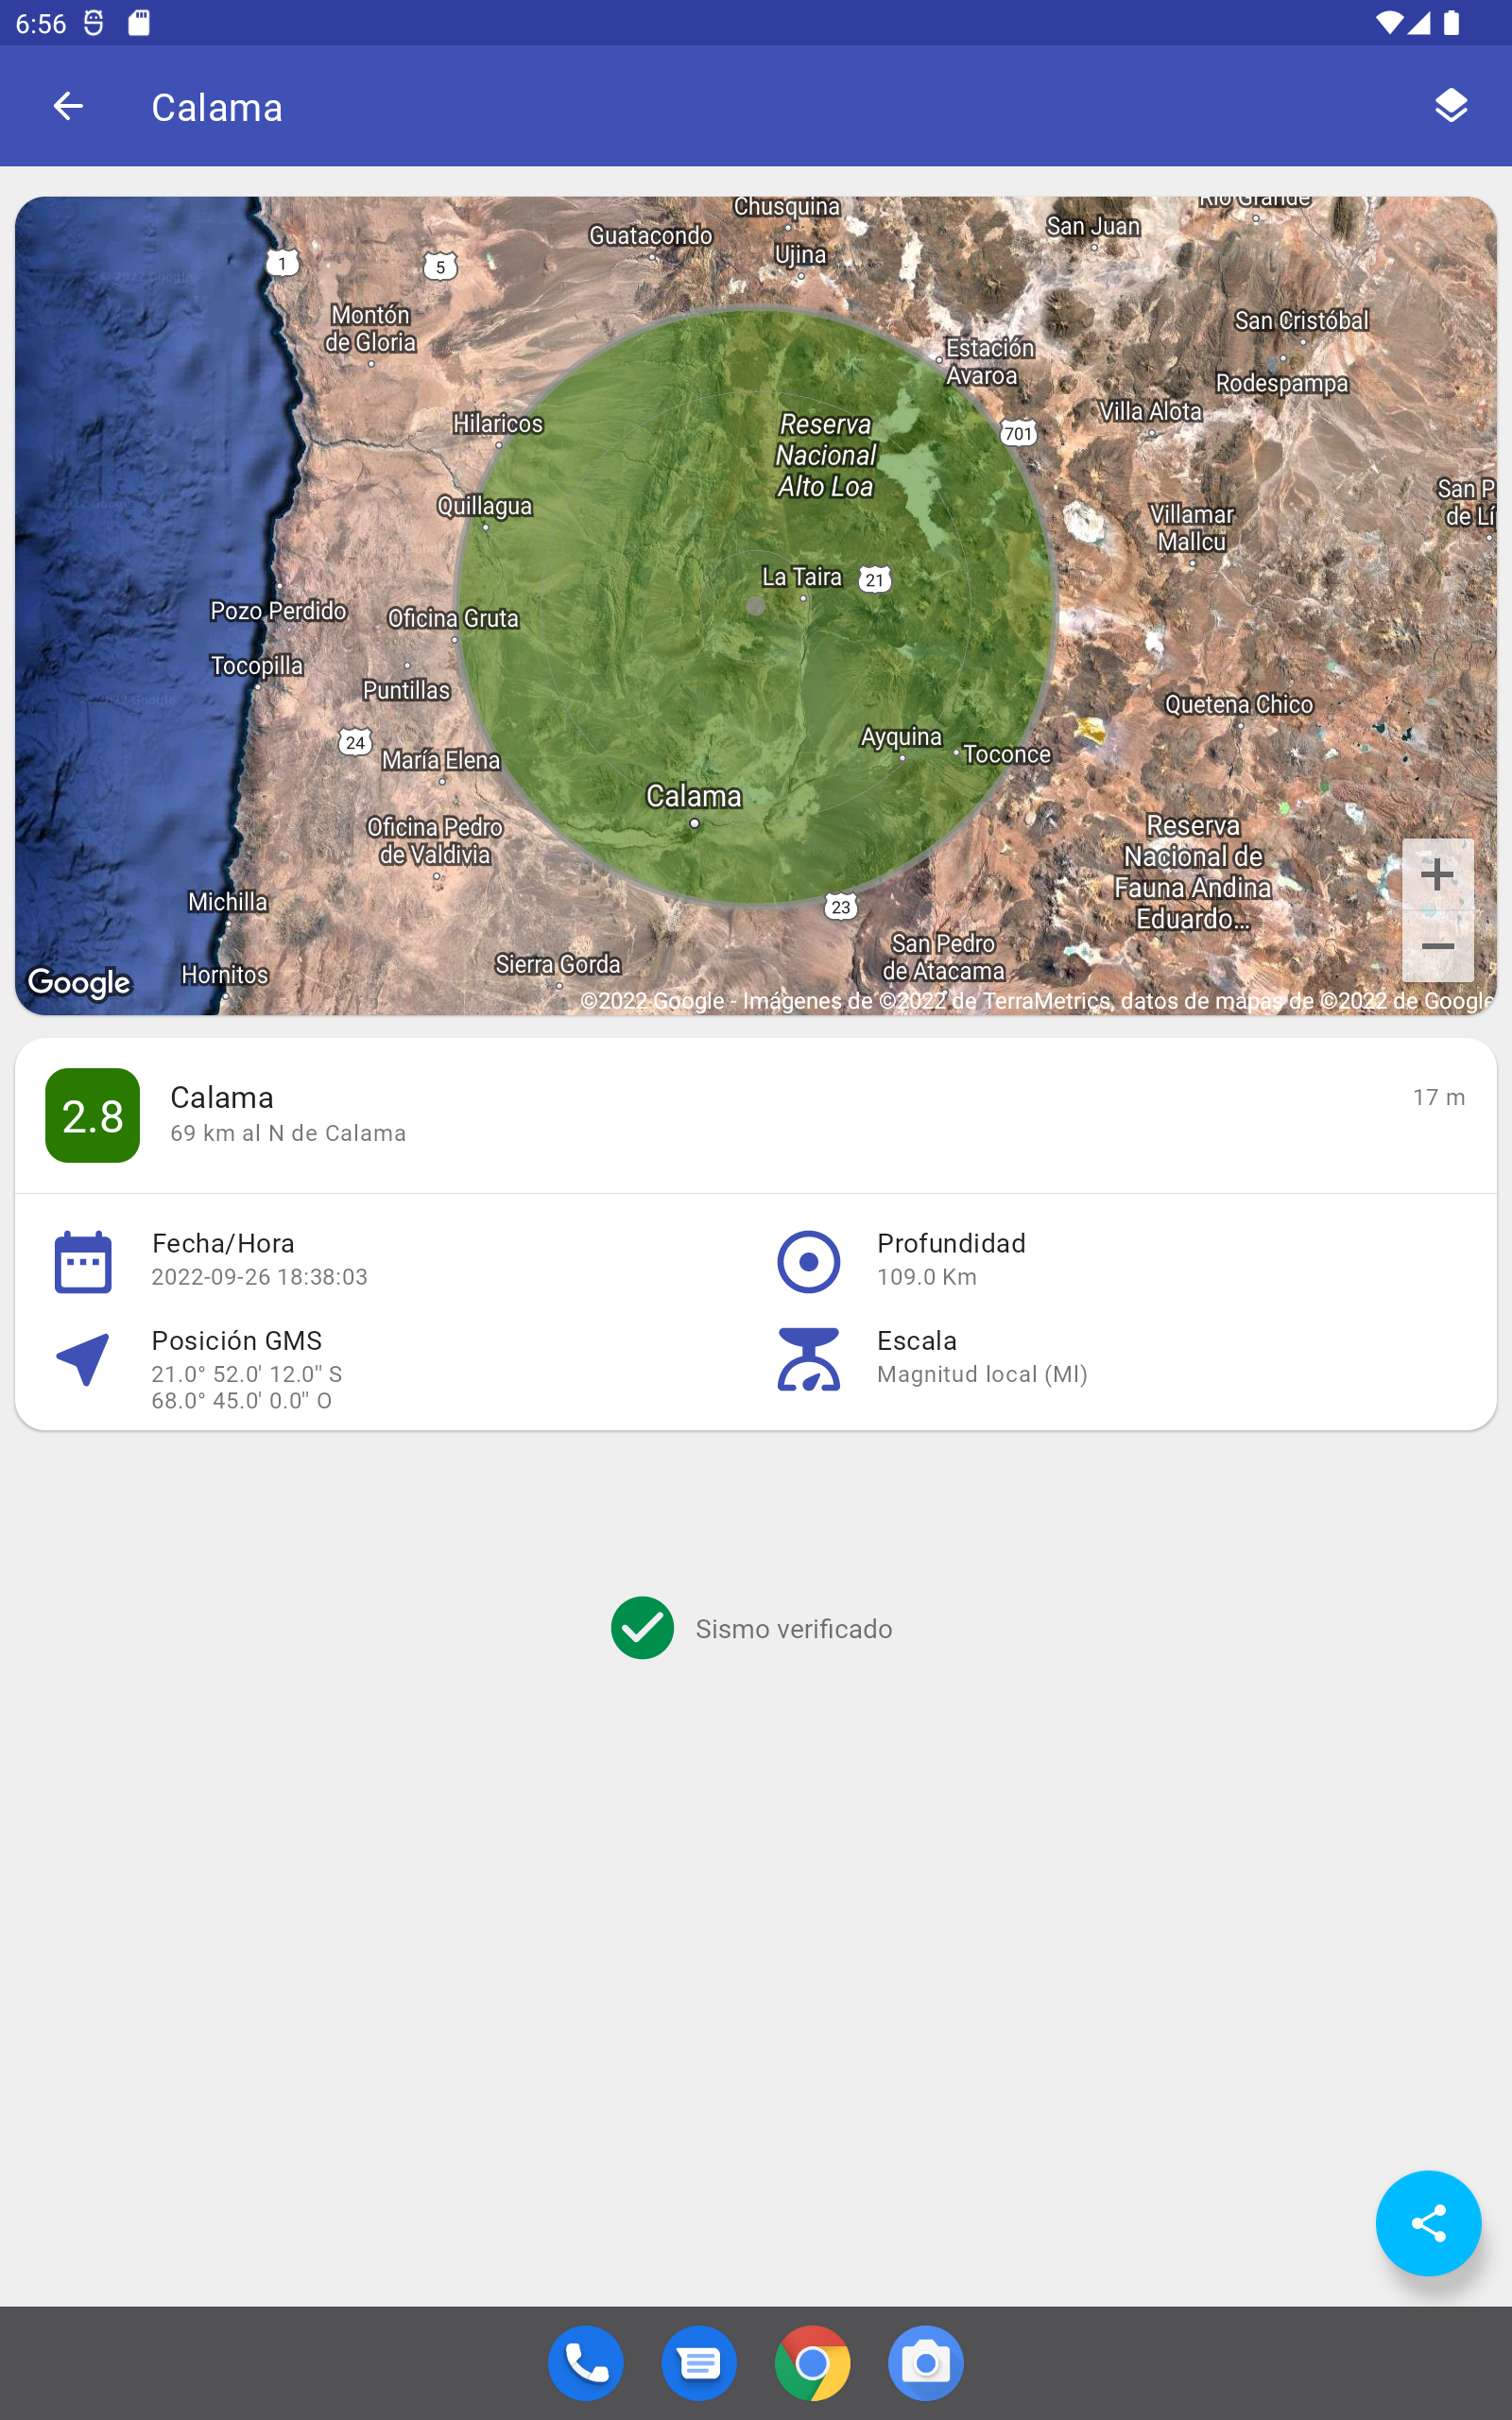 6:56
Calama
Chusquina
Río Grande
Guatacondo
San Juan
Ujina
1
5
Montón
de Gloria
San Cristóbal
Estación
Avaroa
Rodespampa
Villa Alota
Hilaricos
Reserva
Nacional
Alto Loa
701
Quillagua
San P
de Lí
Villamar
Mallcu
La Taira
21
Pozo Perdido
Oficina Gruta
Tocopilla
Puntillas
Quetena Chico
24
María Elena
Ayquina
Toconce
Calama
Oficina Pedro
de Valdivia
Reserva
Nacional de
Fauna Andina
Eduardo...
Michilla
23
San Pedro
de Atacama
Sierra Gorda
Hornitos
Google
©2022 Google - Imágenes de ©2022 de TerraMetrics, datos de mapas de ©2022 de Google
2.8
Calama
17 m
69 km al N de Calama
Fecha/Hora
2022-09-26 18:38:03
Profundidad
109.0 Km
Posición GMS
21.0° 52.0' 12.0" S
68.0° 45.0' 0.0" O
Escala
Magnitud local (Ml)
Sismo verificado